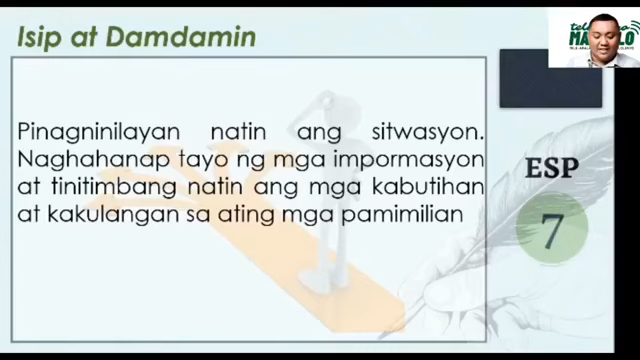 Isip at Damdamin
Pinagninilayan natin ang sitwasyon.
Naghahanap tayo ng mga impormasyon
at tinitimbang natin ang mga kabutihan
at kakulangan sa ating mga pamimilian
ESP
7